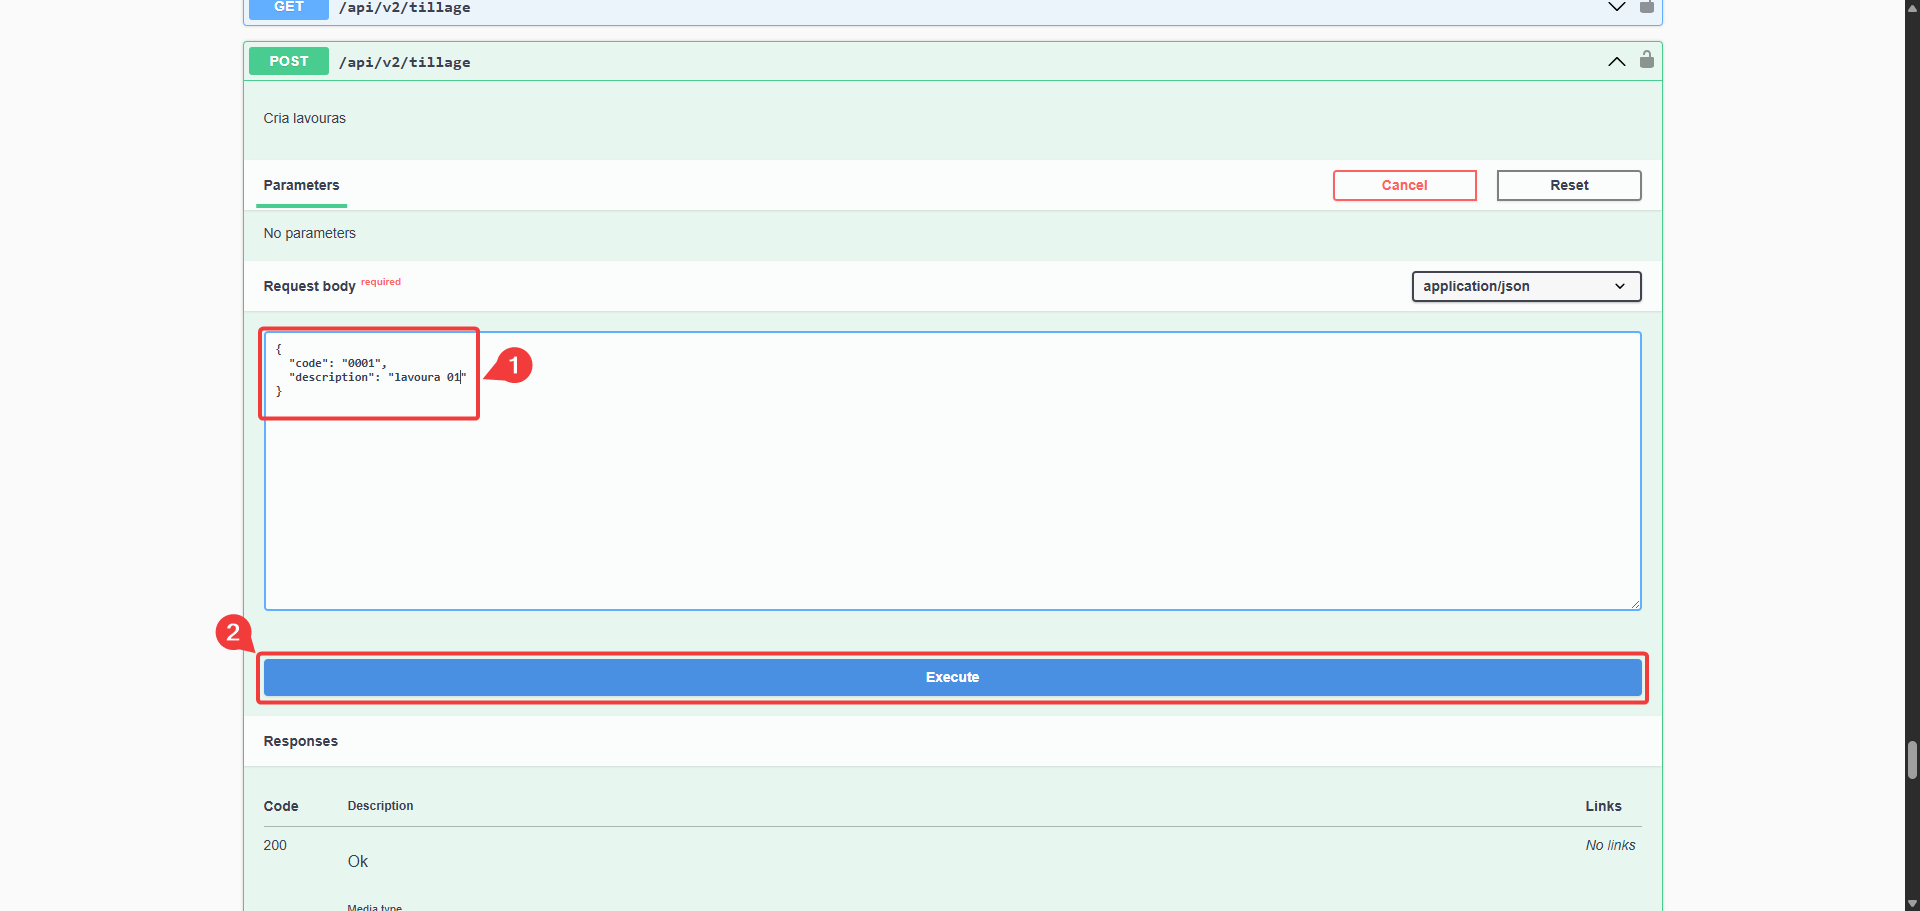 GET /api/v2/tillage
POST /api/v2/tillage
Cria lavouras
Parameters
Cancel
Reset
No parameters
Request body required
application/json
{
"code": "0001",
"description": "lavoura 01"
}
1
2
Execute
Responses
Code Description Links
200 No links
Ok
Media type